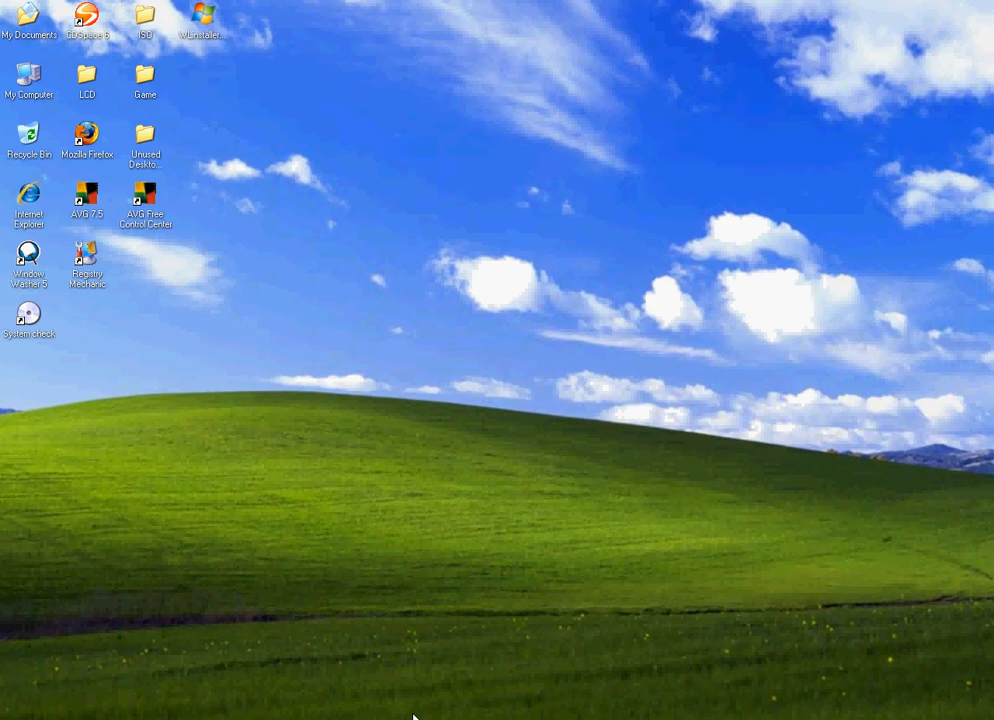 My Documents
CDSpace 6
ISO
WLinstaller...
My Computer
LCD
Game
Recycle Bin
Mozilla Firefox
Unused
Deskto...
Internet
Explorer
AVG 7.5
AVG Free
Control Center
Window
Washer 5
Registry
Mechanic
System check